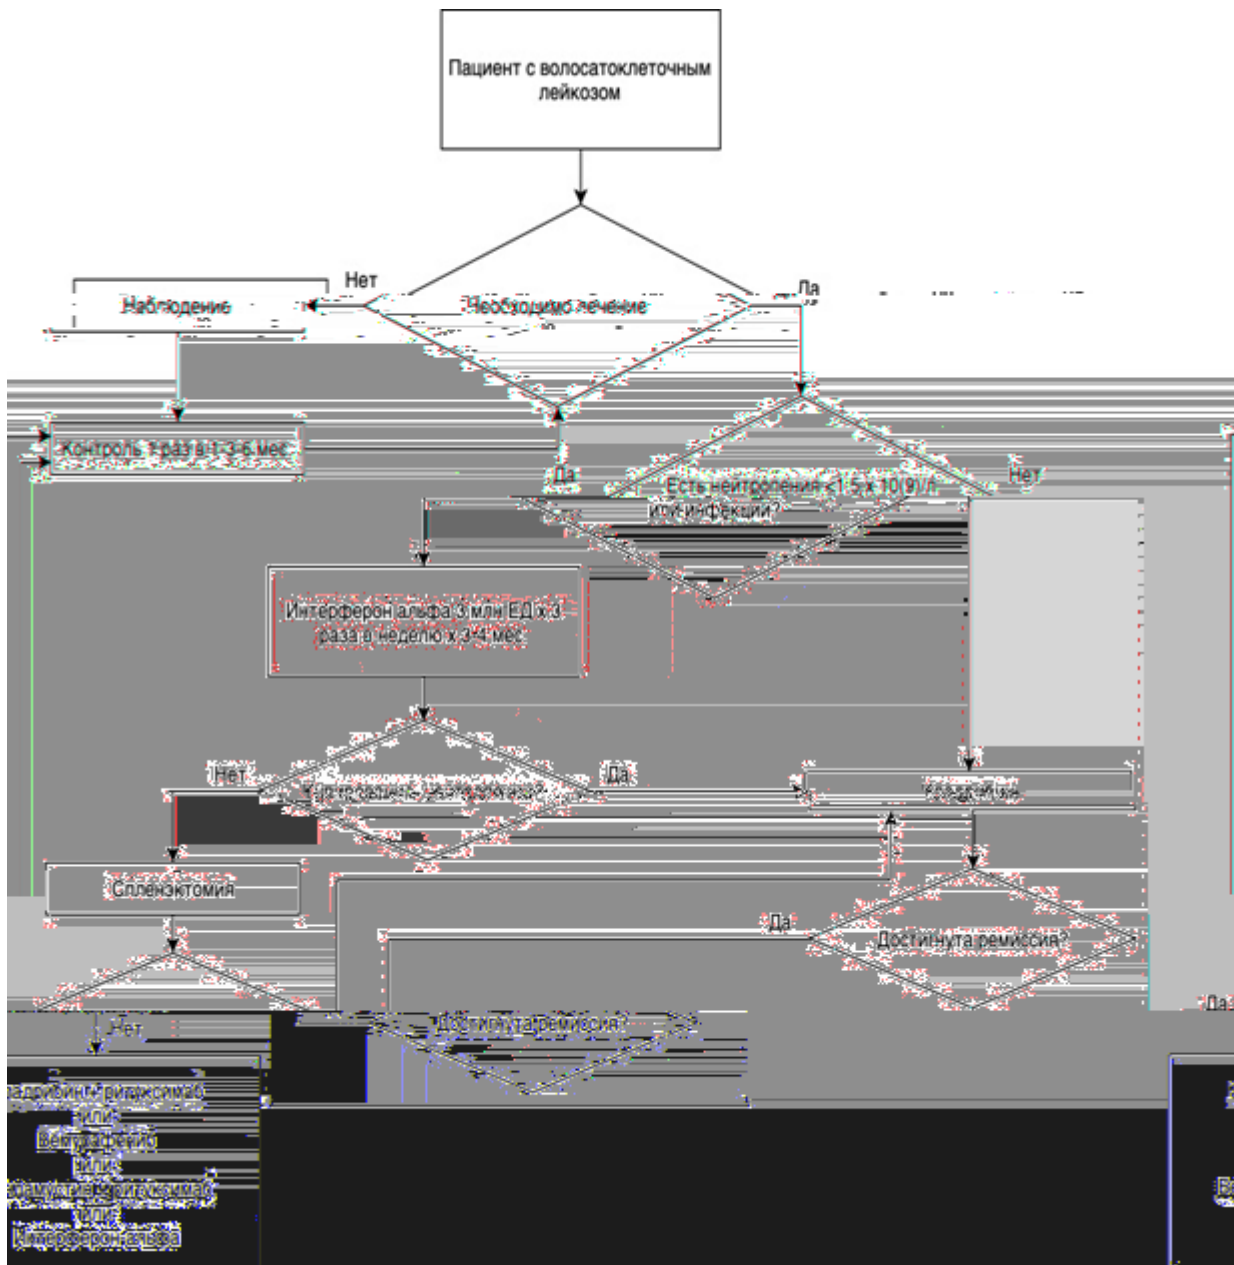 Пациент с волосатоклеточным
лейкозом
Нет
Да
Наблюдение
Необходимо лечение
Контроль 1 раз в 1-3-6 мес
Да
Нет
Есть нейтропения <1.5 x 10(9)/л
или инфекции?
Интерферон альфа 3 млн ЕД x 3
раза в неделю x 3-4 мес
Нет
Да
Спленэктомия
Да
Достигнута ремиссия?
Да
Нет
Достигнута ремиссия?
ритуксимаб
или
Вемурафениб
или
ритуксимаб
или
Интерферон-альфа